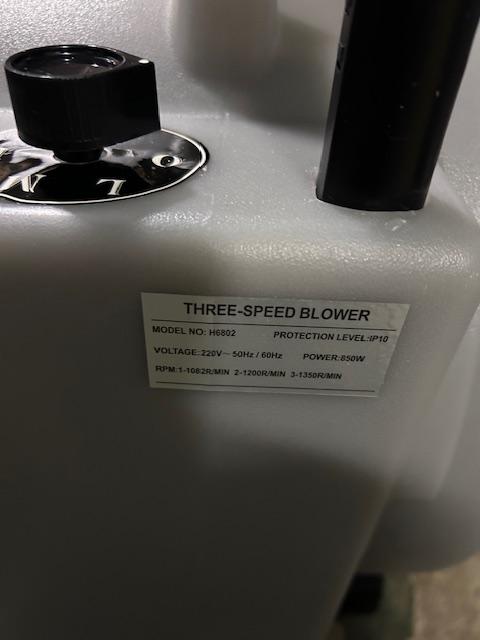 THREE-SPEED BLOWER
MODEL NO: H6802 PROTECTION LEVEL:IP10
VOLTAGE:220V~ 50Hz / 60Hz POWER:850W
RPM:1-1082R/MIN 2-1200R/MIN 3-1350R/MIN